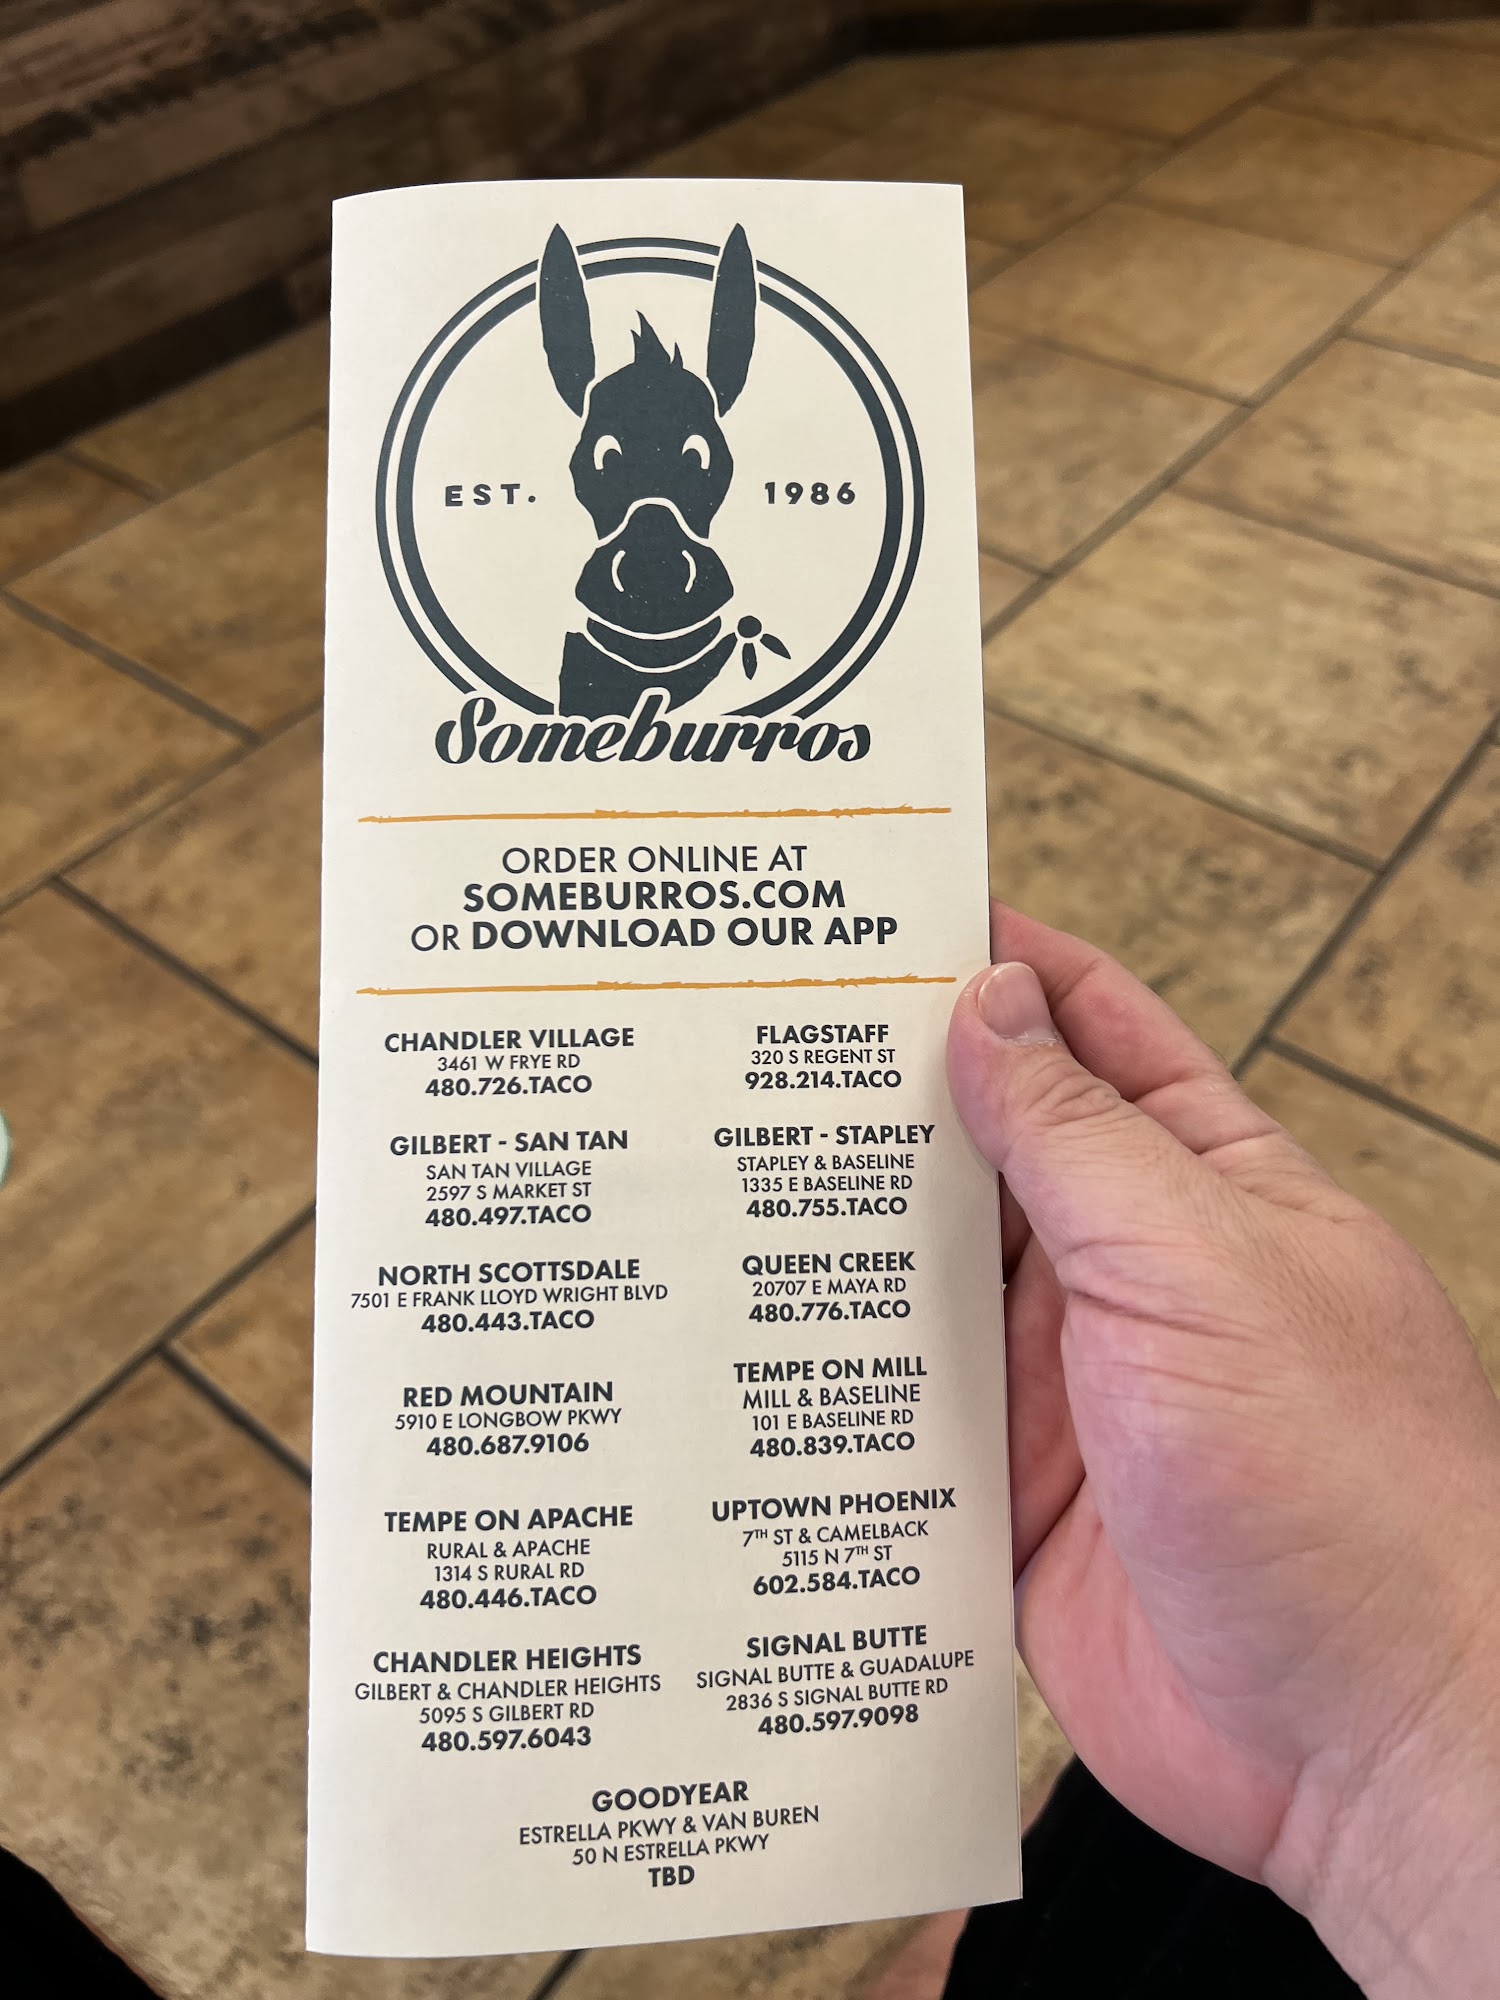 EST. 1986
Someburros
ORDER ONLINE AT
SOMEBURROS.COM
OR DOWNLOAD OUR APP
CHANDLER VILLAGE
3461 W FRYE RD
480.726.TACO
FLAGSTAFF
320 S REGENT ST
928.214.TACO
GILBERT - SAN TAN
SAN TAN VILLAGE
2597 S MARKET ST
480.497.TACO
GILBERT - STAPLEY
STAPLEY & BASELINE
1335 E BASELINE RD
480.755.TACO
NORTH SCOTTSDALE
7501 E FRANK LLOYD WRIGHT BLVD
480.443.TACO
QUEEN CREEK
20707 E MAYA RD
480.776.TACO
RED MOUNTAIN
5910 E LONGBOW PKWY
480.687.9106
TEMPE ON MILL
MILL & BASELINE
101 E BASELINE RD
480.839.TACO
TEMPE ON APACHE
RURAL & APACHE
1314 S RURAL RD
480.446.TACO
UPTOWN PHOENIX
7TH ST & CAMELBACK
5115 N 7TH ST
602.584.TACO
CHANDLER HEIGHTS
GILBERT & CHANDLER HEIGHTS
5095 S GILBERT RD
480.597.6043
SIGNAL BUTTE
SIGNAL BUTTE & GUADALUPE
2836 S SIGNAL BUTTE RD
480.597.9098
GOODYEAR
ESTRELLA PKWY & VAN BUREN
50 N ESTRELLA PKWY
TBD